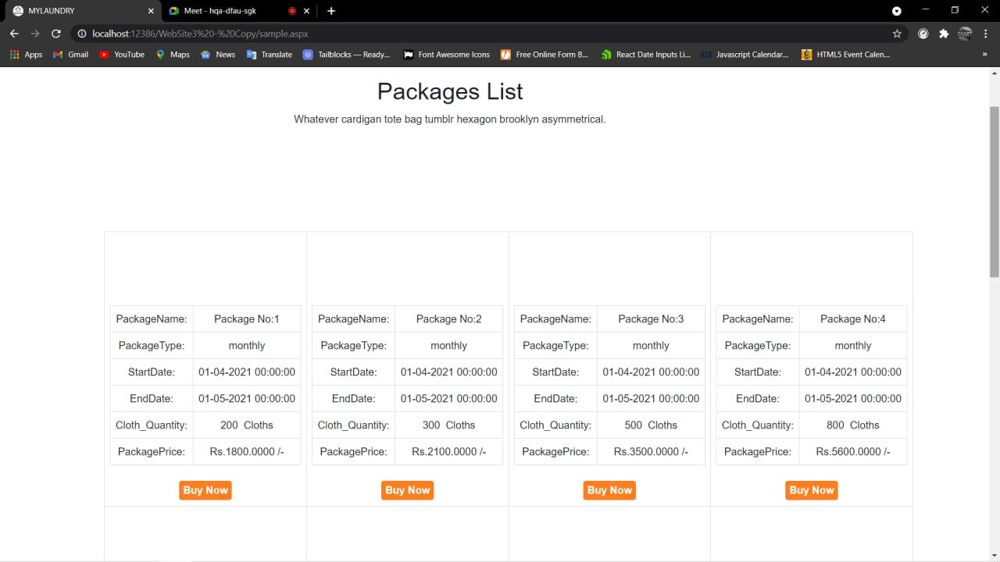 MYLAUNDRY
Meet - hqa-dfau-sgk
localhost:12386/WebSite3%20-%20Copy/sample.aspx
Apps Gmail YouTube Maps News Translate Tailblocks — Ready... Font Awesome Icons Free Online Form B... React Date Inputs Li... Javascript Calendar... HTML5 Event Calen... »
Packages List
Whatever cardigan tote bag tumblr hexagon brooklyn asymmetrical.
PackageName: Package No:1 PackageName: Package No:2 PackageName: Package No:3 PackageName: Package No:4
PackageType: monthly PackageType: monthly PackageType: monthly PackageType: monthly
StartDate: 01-04-2021 00:00:00 StartDate: 01-04-2021 00:00:00 StartDate: 01-04-2021 00:00:00 StartDate: 01-04-2021 00:00:00
EndDate: 01-05-2021 00:00:00 EndDate: 01-05-2021 00:00:00 EndDate: 01-05-2021 00:00:00 EndDate: 01-05-2021 00:00:00
Cloth_Quantity: 200 Cloths Cloth_Quantity: 300 Cloths Cloth_Quantity: 500 Cloths Cloth_Quantity: 800 Cloths
PackagePrice: Rs.1800.0000 /- PackagePrice: Rs.2100.0000 /- PackagePrice: Rs.3500.0000 /- PackagePrice: Rs.5600.0000 /-
Buy Now Buy Now Buy Now Buy Now